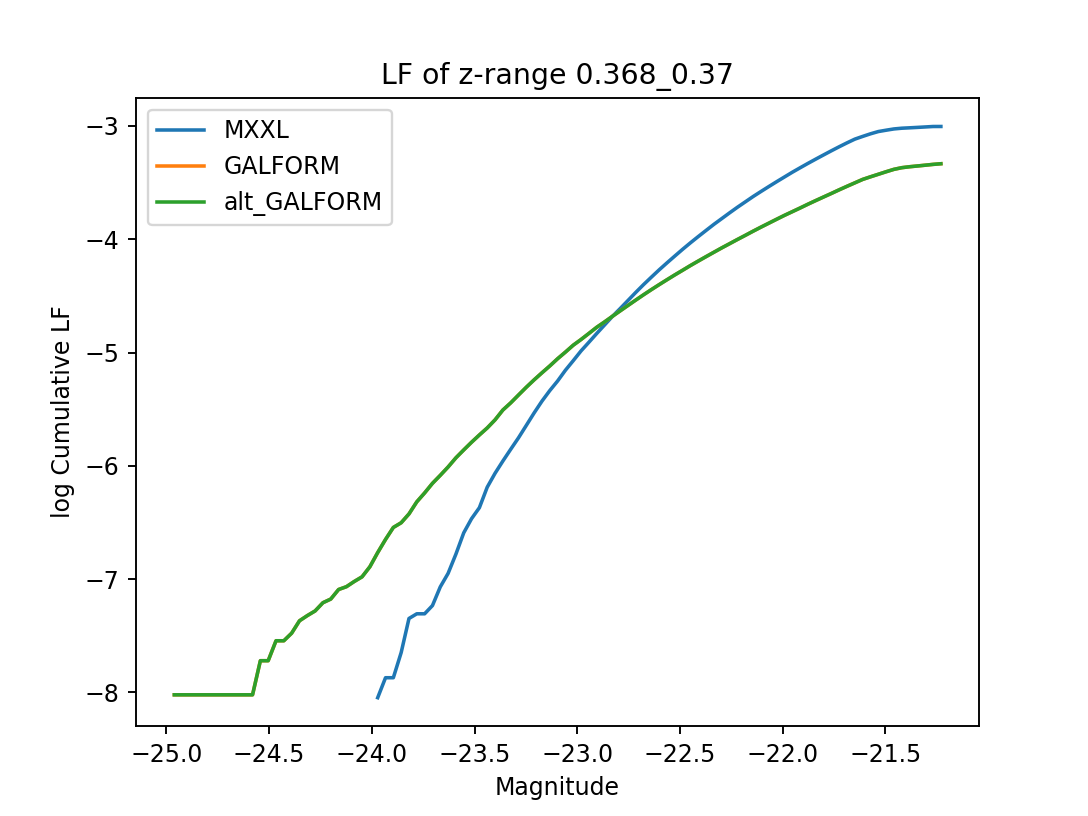 LF of z-range 0.368_0.37
MXXL
GALFORM
alt_GALFORM
−3
−4
−5
−6
−7
−8
log Cumulative LF
−25.0
−24.5
−24.0
−23.5
−23.0
−22.5
−22.0
−21.5
Magnitude